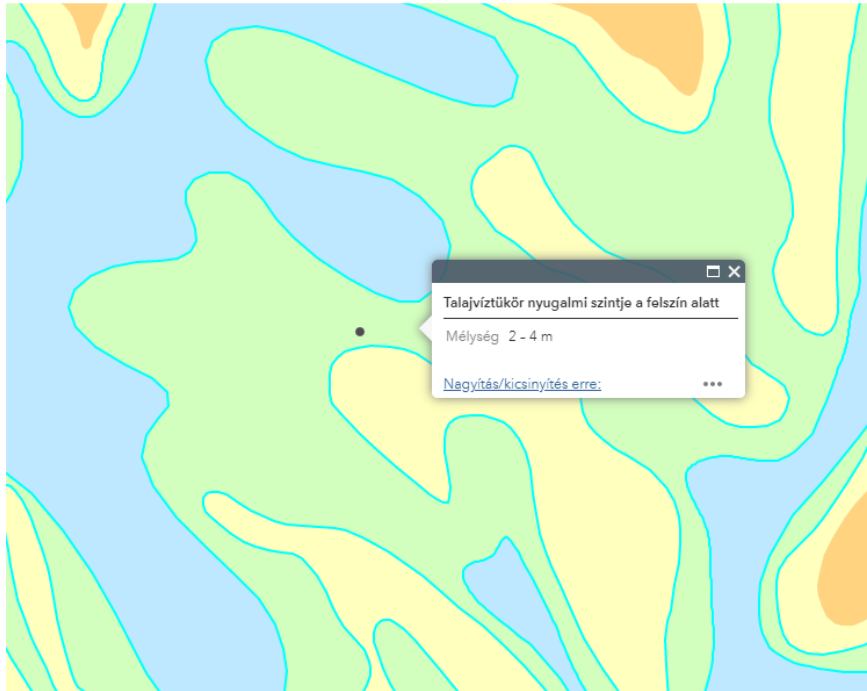 Talajvíztükör nyugalmi szintje a felszín alatt
Mélység 2 - 4 m
Nagyítás/kicsinyítés erre: